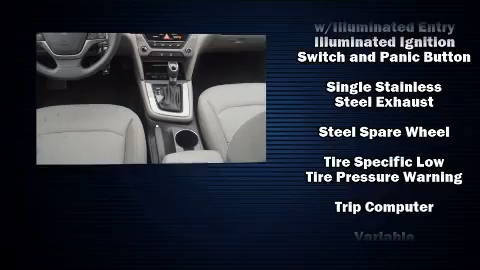 w/Illuminated Entry
Illuminated Ignition
Switch and Panic Button
Single Stainless
Steel Exhaust
Steel Spare Wheel
Tire Specific Low
Tire Pressure Warning
Trip Computer
Variable